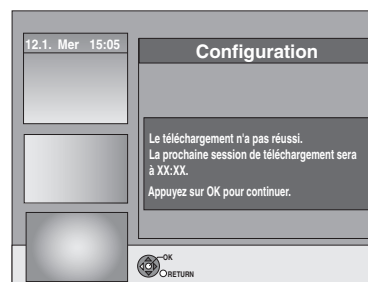 12.1. Mer 15:05
Configuration
Le téléchargement n'a pas réussi.
La prochaine session de téléchargement sera
à XX:XX.
Appuyez sur OK pour continuer.
OK
RETURN